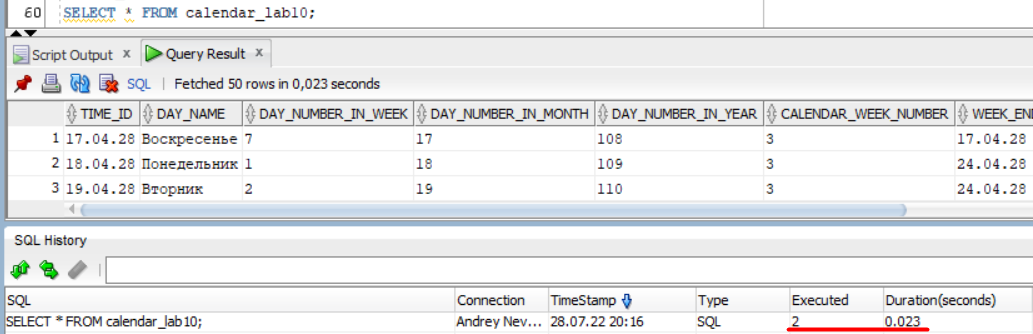 60 SELECT * FROM calendar_lab10;
Script Output x Query Result x
SQL | Fetched 50 rows in 0,023 seconds
TIME_ID DAY_NAME DAY_NUMBER_IN_WEEK DAY_NUMBER_IN_MONTH DAY_NUMBER_IN_YEAR CALENDAR_WEEK_NUMBER WEEK_EN
1 17.04.28 Воскресенье 7 17 108 3 17.04.28
2 18.04.28 Понедельник 1 18 109 3 24.04.28
3 19.04.28 Вторник 2 19 110 3 24.04.28
SQL History
SQL Connection TimeStamp Type Executed Duration(seconds)
SELECT * FROM calendar_lab10; Andrey Nev... 28.07.22 20:16 SQL 2 0.023